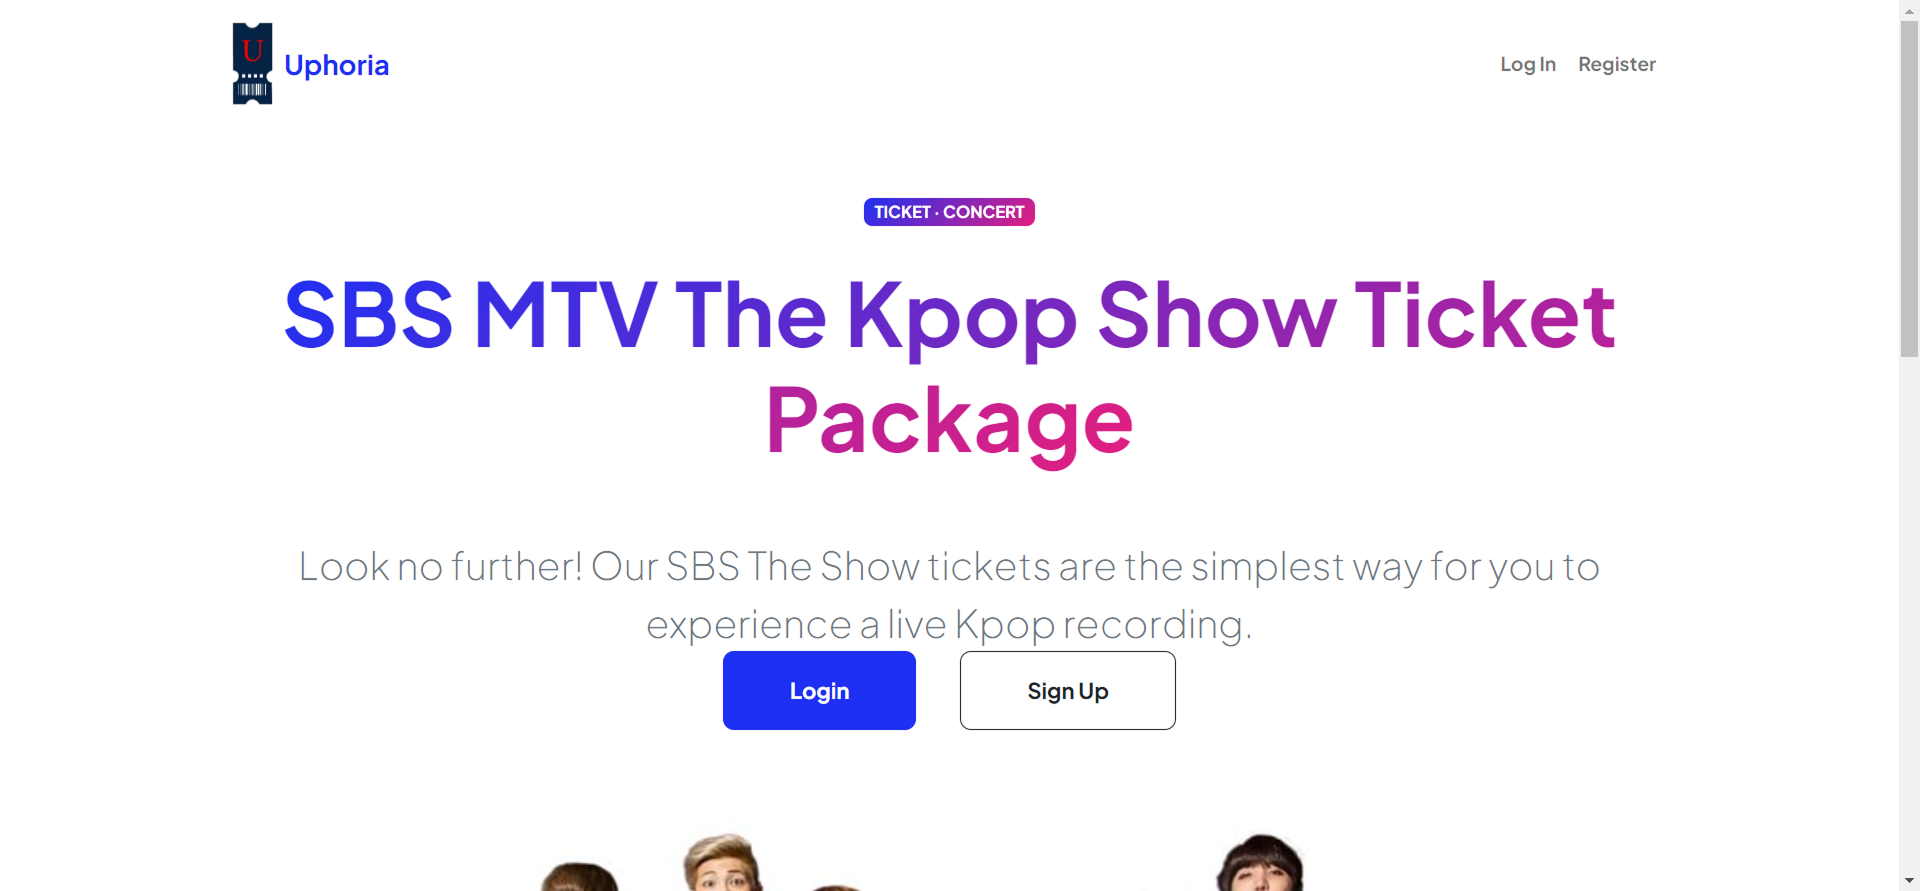 U
Uphoria
Log In
Register
TICKET · CONCERT
SBS MTV The Kpop Show Ticket
Package
Look no further! Our SBS The Show tickets are the simplest way for you to
experience a live Kpop recording.
Login
Sign Up